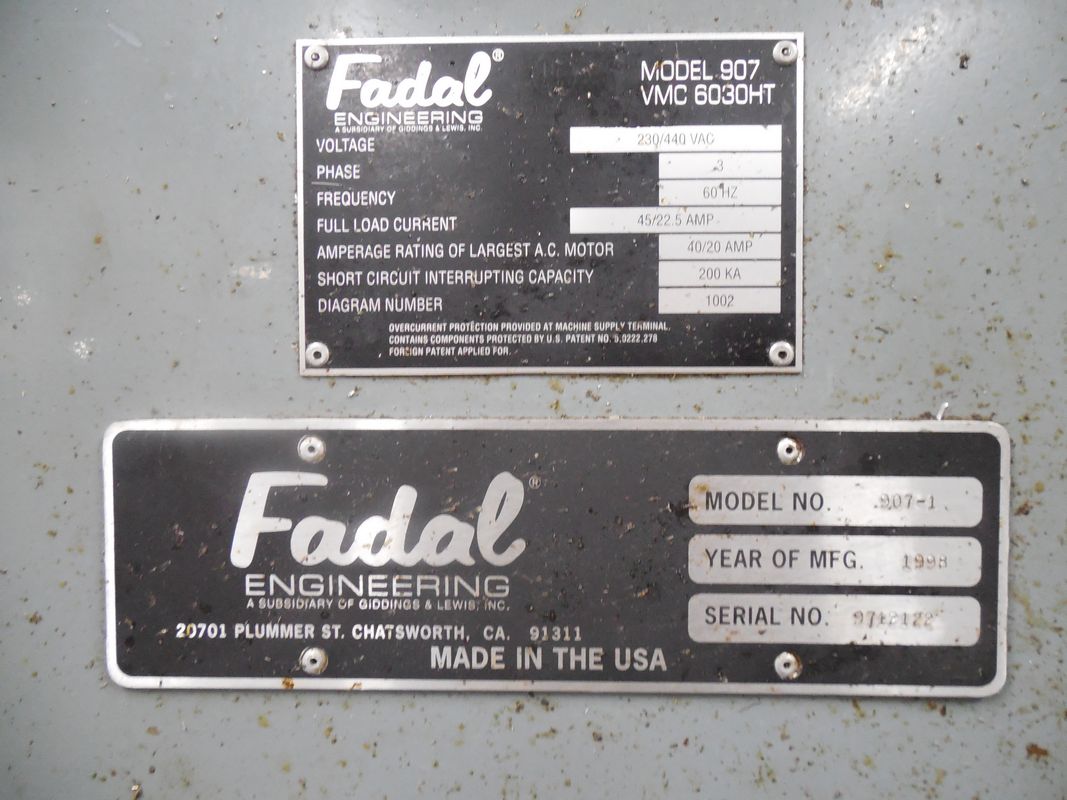 Fadal®
ENGINEERING
A SUBSIDIARY OF GIDDINGS & LEWIS, INC.
MODEL 907
VMC 6030HT
VOLTAGE 230/440 VAC
PHASE 3
FREQUENCY 60 HZ
FULL LOAD CURRENT 45/22.5 AMP
AMPERAGE RATING OF LARGEST A.C. MOTOR 40/20 AMP
SHORT CIRCUIT INTERRUPTING CAPACITY 200 KA
DIAGRAM NUMBER 1002
OVERCURRENT PROTECTION PROVIDED AT MACHINE SUPPLY TERMINAL.
CONTAINS COMPONENTS PROTECTED BY U.S. PATENT NO.
FOREIGN PATENT APPLIED FOR.
Fadal®
ENGINEERING
A SUBSIDIARY OF GIDDINGS & LEWIS, INC.
20701 PLUMMER ST. CHATSWORTH, CA. 91311
MADE IN THE USA
MODEL NO. 907-1
YEAR OF MFG. 1998
SERIAL NO.